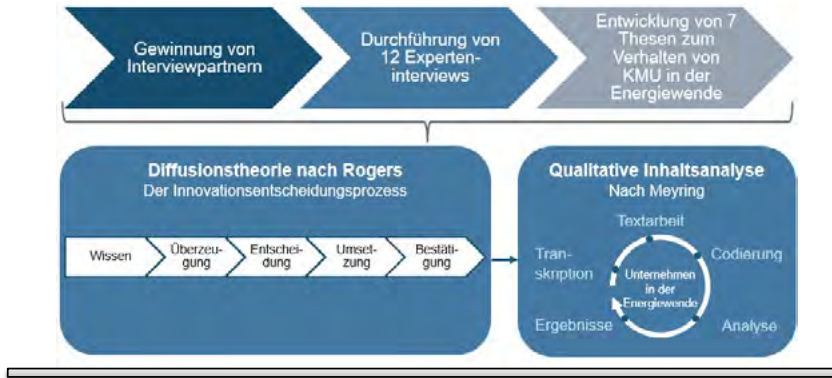 Gewinnung von
Interviewpartnern
Durchführung von
12 Experten-
interviews
Entwicklung von 7
Thesen zum
Verhalten von
KMU in der
Energiewende
Diffusionstheorie nach Rogers
Der Innovationsentscheidungsprozess
Wissen
Überzeu-
gung
Entschei-
dung
Umset-
zung
Bestäti-
gung
Qualitative Inhaltsanalyse
Nach Meyring
Textarbeit
Tran-
skription
Codierung
Unternehmen
in der
Energiewende
Ergebnisse
Analyse